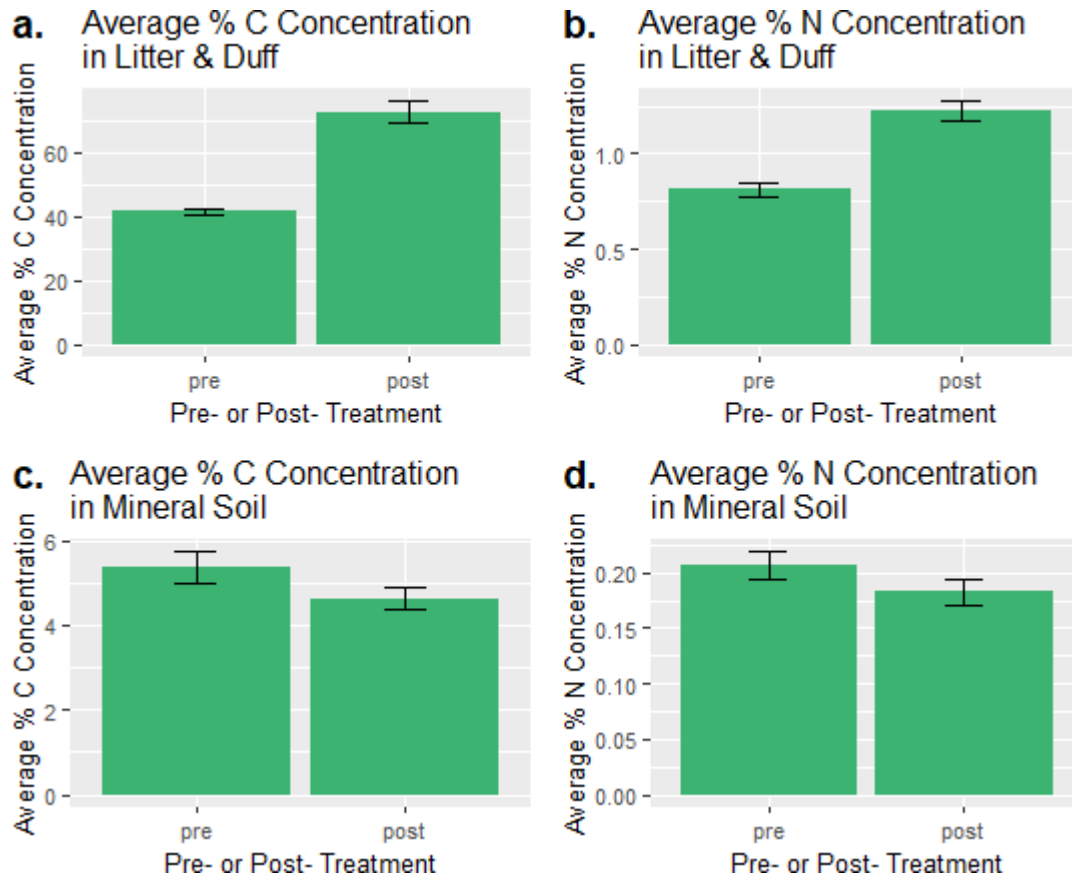 a. Average % C Concentration
in Litter & Duff
Average % C Concentration
60
40
20
0
pre post
Pre- or Post- Treatment
b. Average % N Concentration
in Litter & Duff
Average % N Concentration
1.0
0.5
0.0
pre post
Pre- or Post- Treatment
c. Average % C Concentration
in Mineral Soil
Average % C Concentration
6
4
2
0
pre post
Pre- or Post- Treatment
d. Average % N Concentration
in Mineral Soil
Average % N Concentration
0.20
0.15
0.10
0.05
0.00
pre post
Pre- or Post- Treatment